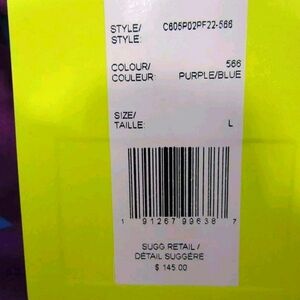 STYLE/ C605P02PF22-566
STYLE:
COLOUR/ 566
COULEUR: PURPLE/BLUE
SIZE/
TAILLE: L
1 91267 99638 7
SUGG RETAIL /
DÉTAIL SUGGÉRE
$ 145.00